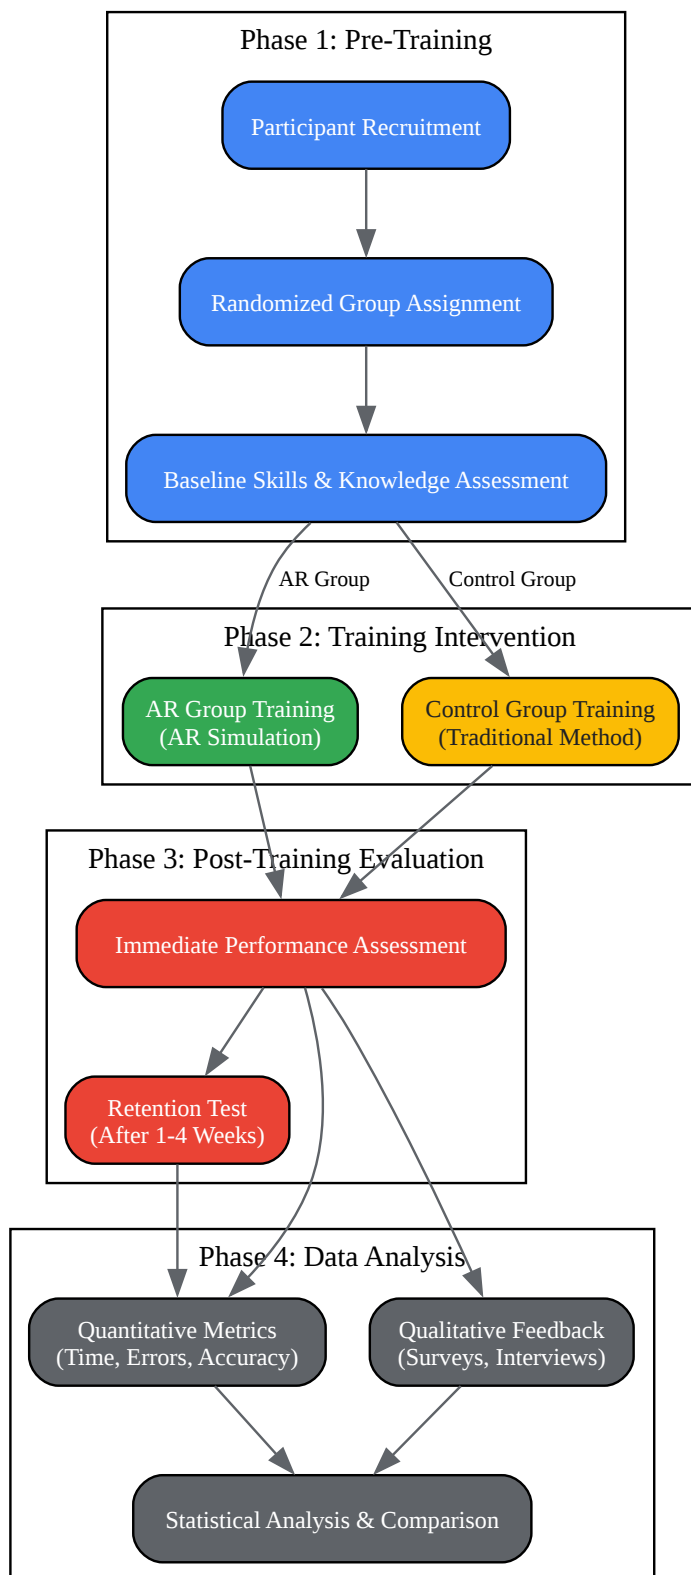 Phase 1: Pre-Training
Participant Recruitment
Randomized Group Assignment
Baseline Skills & Knowledge Assessment
AR Group
Control Group
Phase 2: Training Intervention
AR Group Training
(AR Simulation)
Control Group Training
(Traditional Method)
Phase 3: Post-Training Evaluation
Immediate Performance Assessment
Retention Test
(After 1-4 Weeks)
Phase 4: Data Analysis
Quantitative Metrics
(Time, Errors, Accuracy)
Qualitative Feedback
(Surveys, Interviews)
Statistical Analysis & Comparison